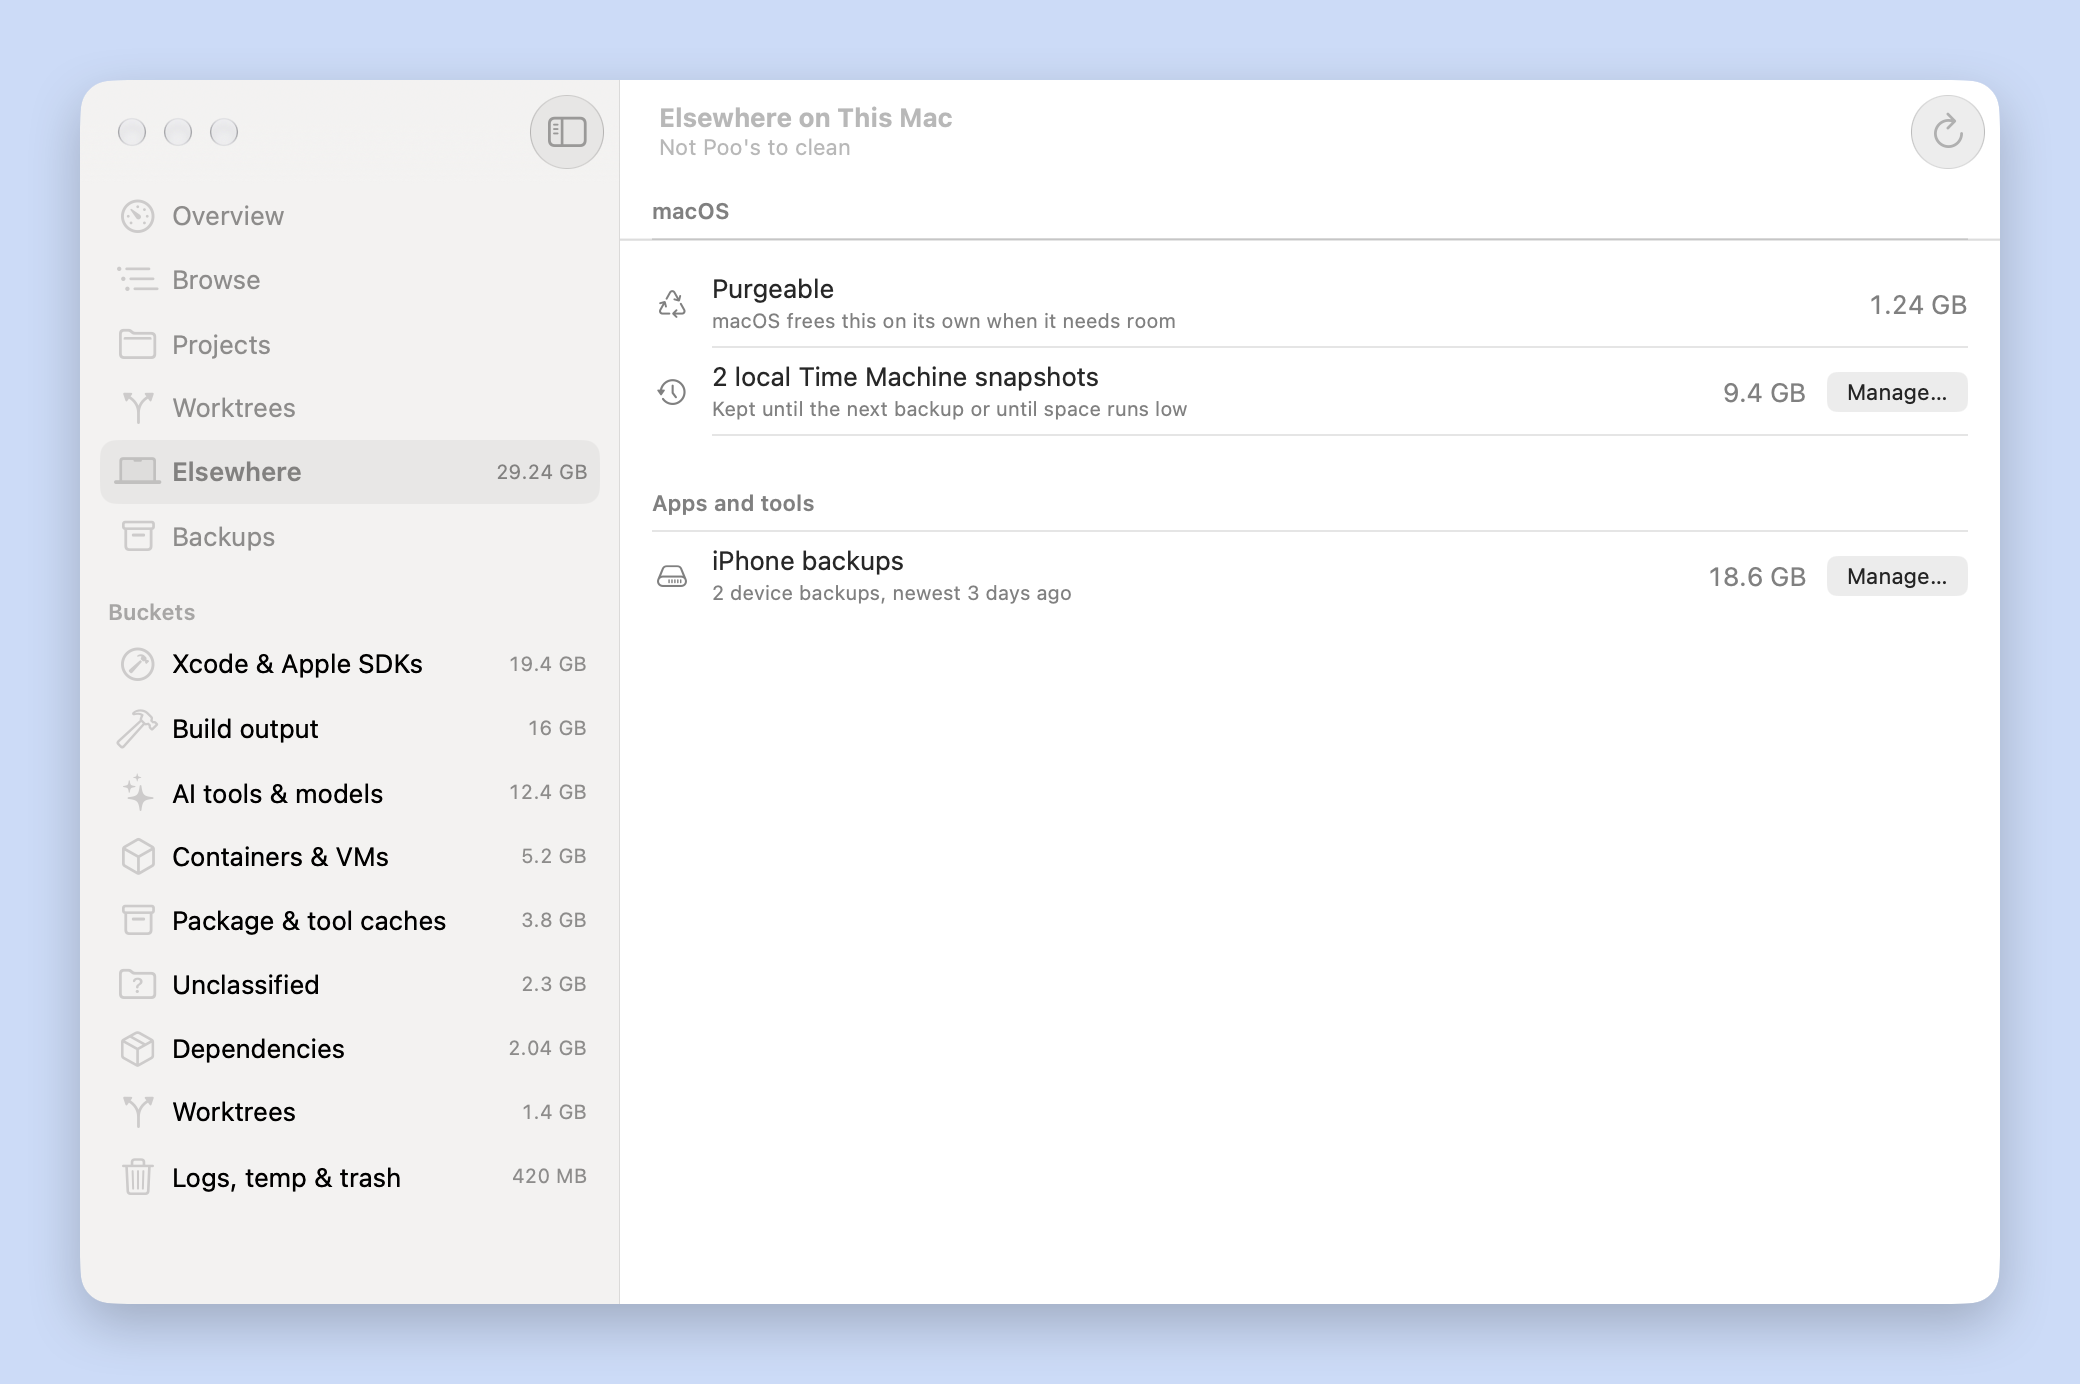 Elsewhere on This Mac
Not Poo's to clean
Overview
Browse
Projects
Worktrees
Elsewhere 29.24 GB
Backups
Buckets
Xcode & Apple SDKs 19.4 GB
Build output 16 GB
AI tools & models 12.4 GB
Containers & VMs 5.2 GB
Package & tool caches 3.8 GB
Unclassified 2.3 GB
Dependencies 2.04 GB
Worktrees 1.4 GB
Logs, temp & trash 420 MB
macOS
Purgeable 1.24 GB
macOS frees this on its own when it needs room
2 local Time Machine snapshots 9.4 GB Manage...
Kept until the next backup or until space runs low
Apps and tools
iPhone backups 18.6 GB Manage...
2 device backups, newest 3 days ago